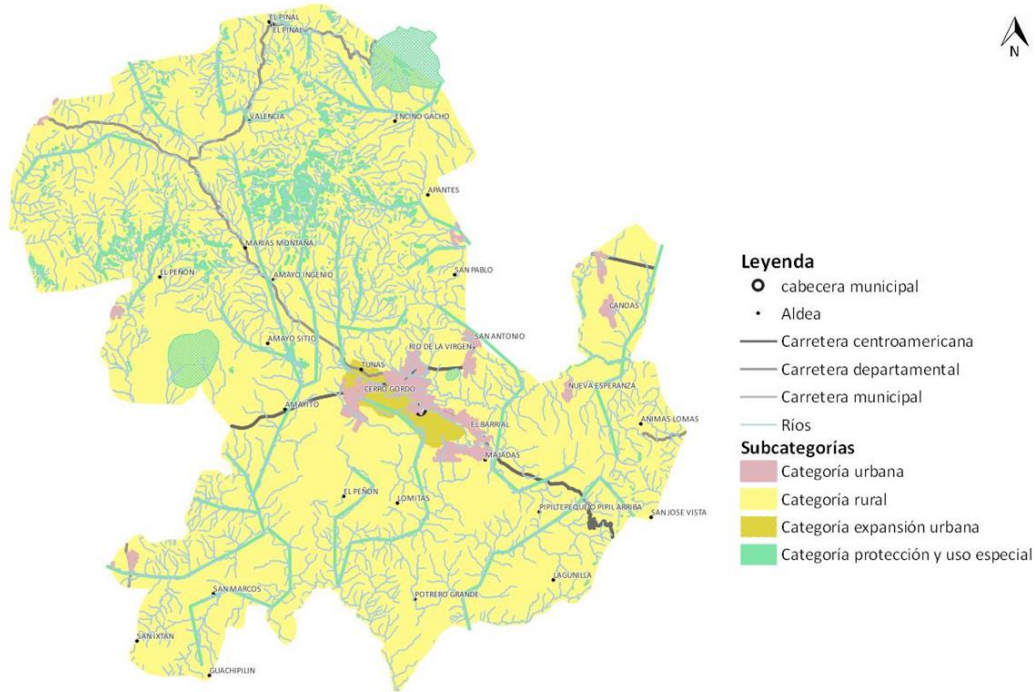 EL PINAL
EL PINAL
N
VALENCIA
ENCINO GACHO
APANTES
MARIAS MONTAÑA
EL PEÑON
AMAYO INGENIO
SAN PABLO
CANOAS
AMAYO SITIO
SAN ANTONIO
RIO DE LA VIRGEN
TUNAS
CERRO GORDO
NUEVA ESPERANZA
AMAYITO
EL BARRIAL
ANIMAS LOMAS
MAJADAS
EL PEÑON
LOMITAS
PIPILTEPEQUE O PIPIL ARRIBA
SAN JOSE VISTA
LAGUNILLA
SAN MARCOS
POTRERO GRANDE
SAN IXTAN
GUACHIPILIN
Leyenda
cabecera municipal
Aldea
Carretera centroamericana
Carretera departamental
Carretera municipal
Ríos
Subcategorías
Categoría urbana
Categoría rural
Categoría expansión urbana
Categoría protección y uso especial